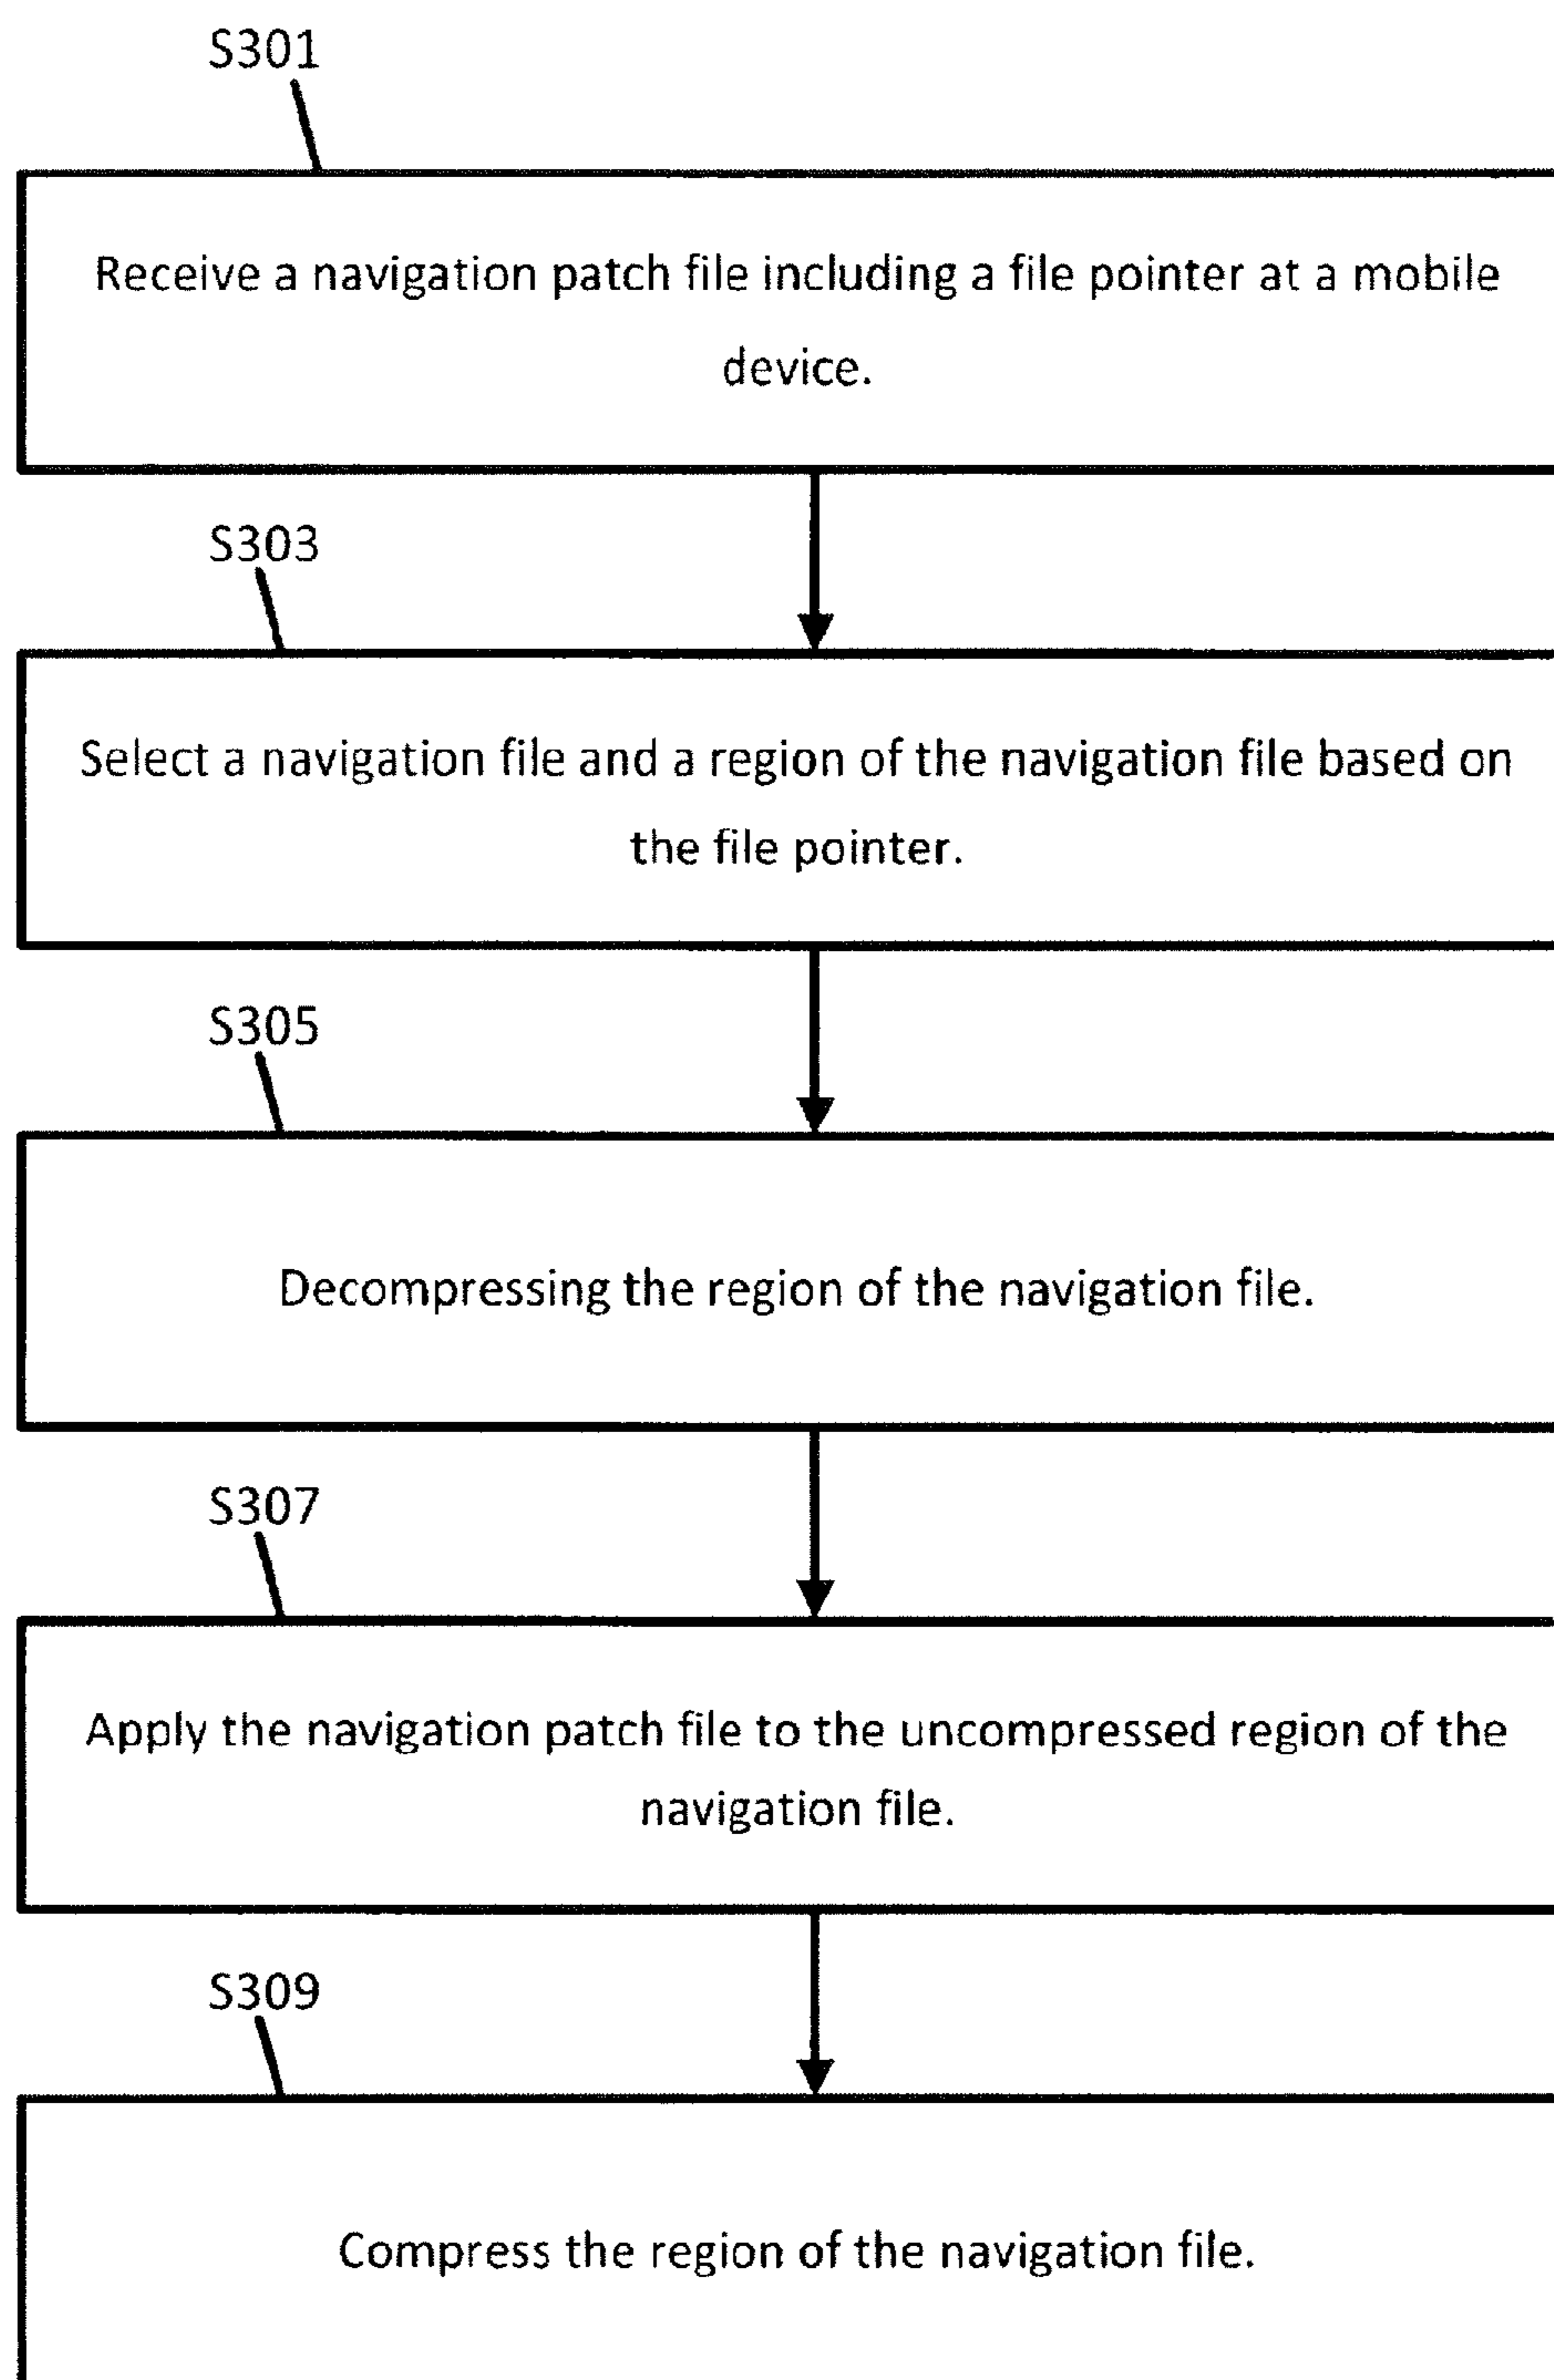 S301
Receive a navigation patch file including a file pointer at a mobile
device.
S303
Select a navigation file and a region of the navigation file based on
the file pointer.
S305
Decompressing the region of the navigation file.
S307
Apply the navigation patch file to the uncompressed region of the
navigation file.
S309
Compress the region of the navigation file.